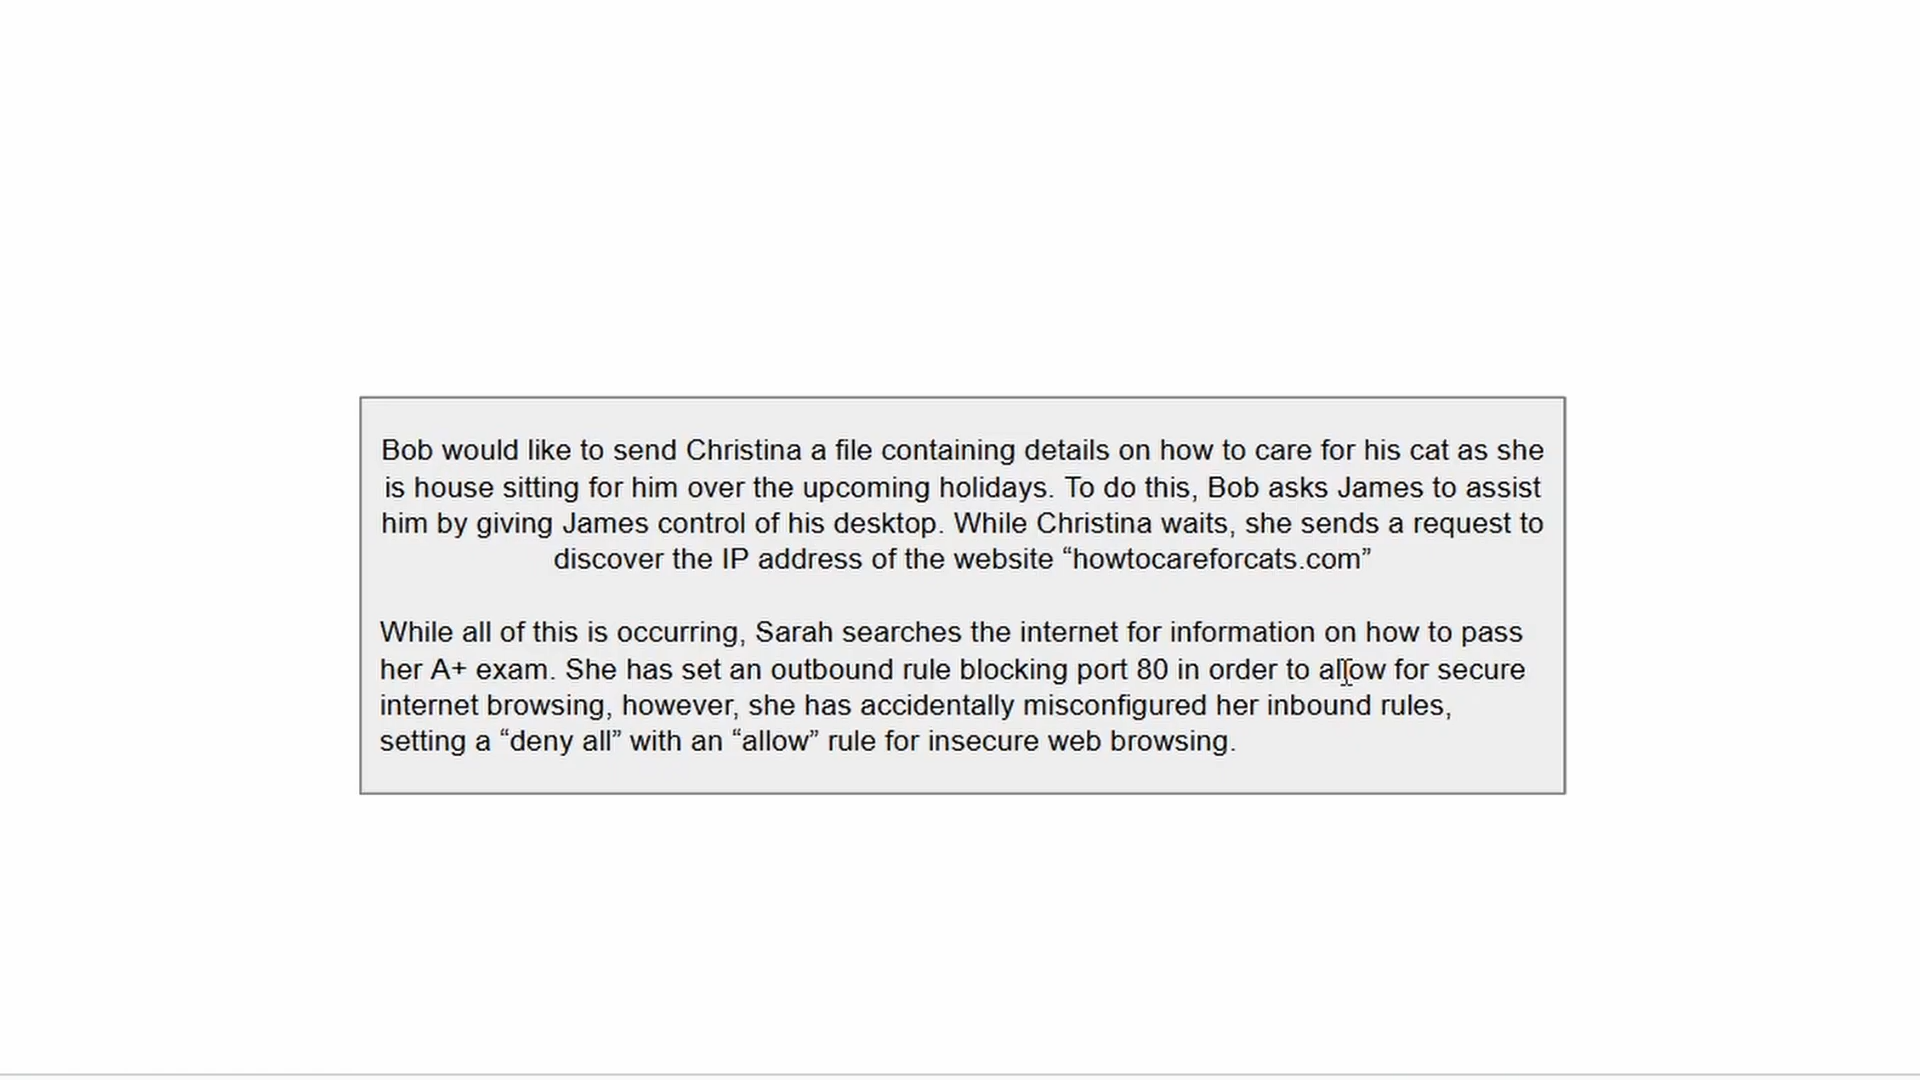 Bob would like to send Christina a file containing details on how to care for his cat as she
is house sitting for him over the upcoming holidays. To do this, Bob asks James to assist
him by giving James control of his desktop. While Christina waits, she sends a request to
discover the IP address of the website “howtocareforcats.com”
While all of this is occurring, Sarah searches the internet for information on how to pass
her A+ exam. She has set an outbound rule blocking port 80 in order to allow for secure
internet browsing, however, she has accidentally misconfigured her inbound rules,
setting a “deny all” with an “allow” rule for insecure web browsing.